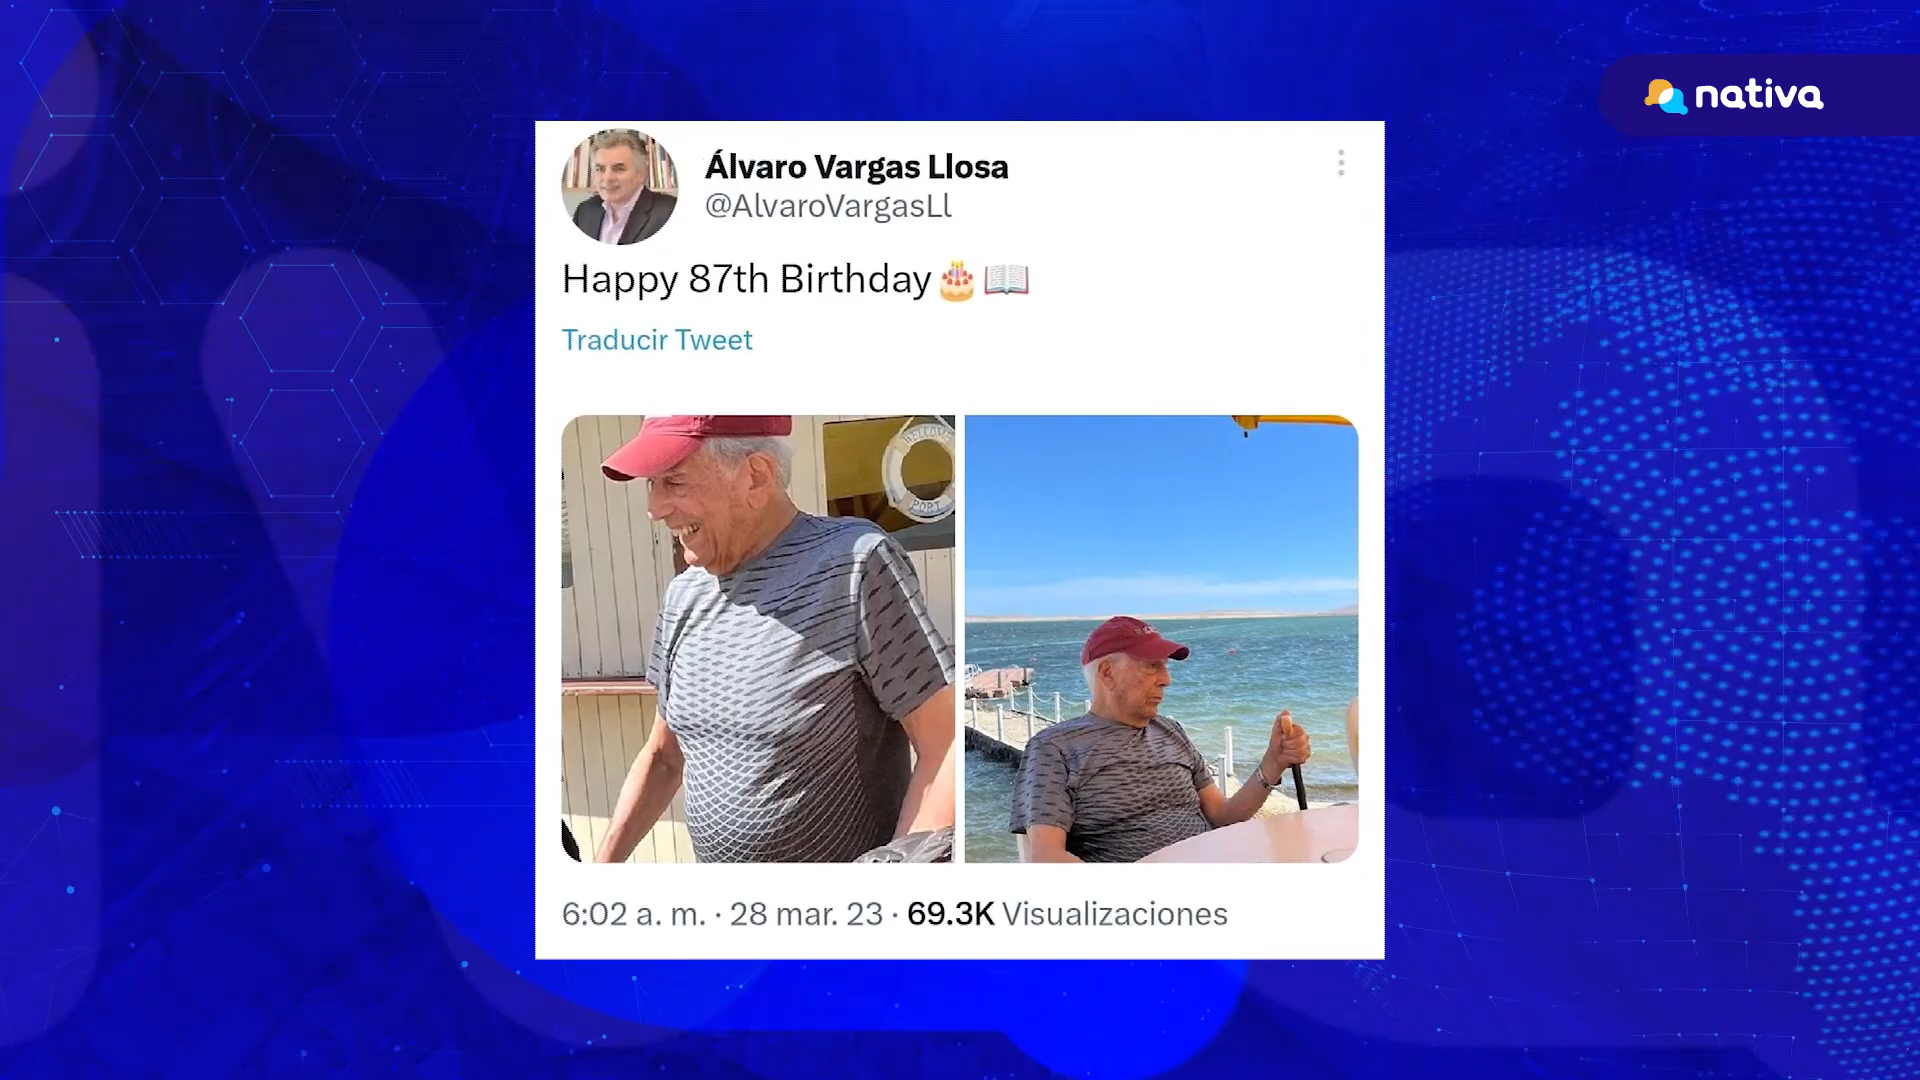 nativa
Álvaro Vargas Llosa
@AlvaroVargasLl
Happy 87th Birthday🎂📖
Traducir Tweet
WELCOME
PORT
6:02 a. m. · 28 mar. 23 · 69.3K Visualizaciones